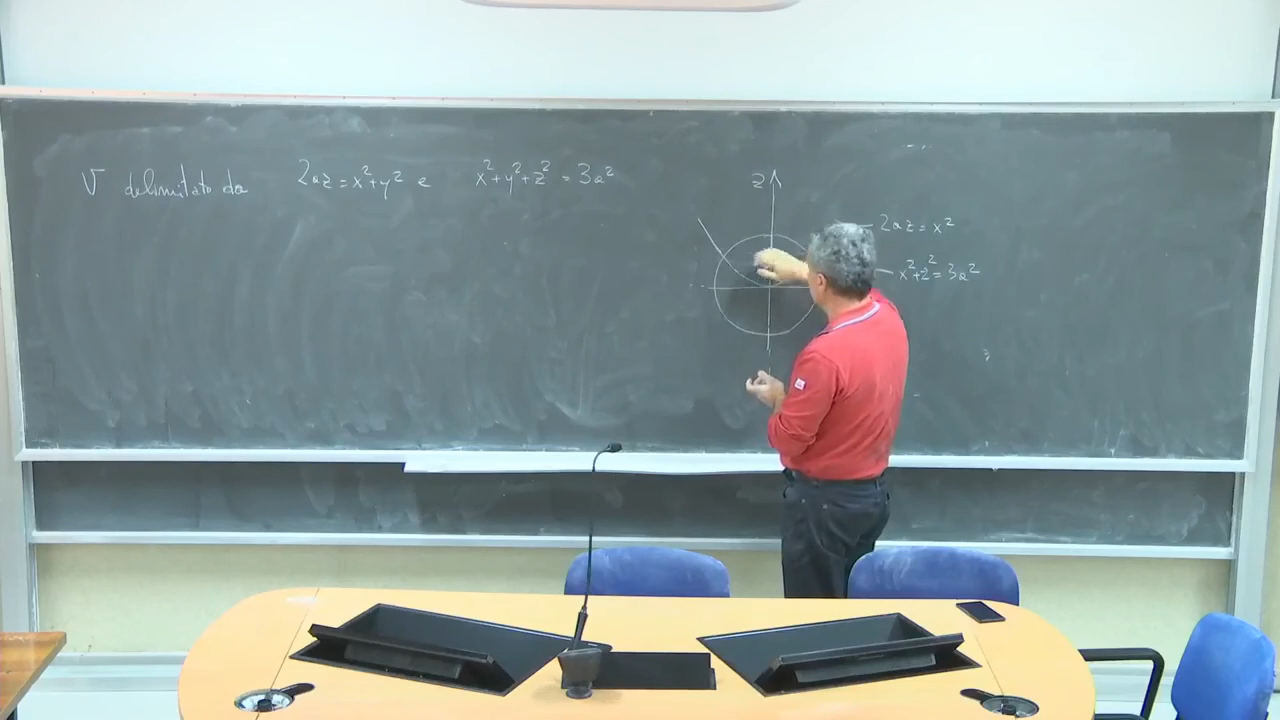 V delimitato da 2az = x²+y² e x²+y²+z² = 3a²
z
2az = x²
x²+z² = 3a²